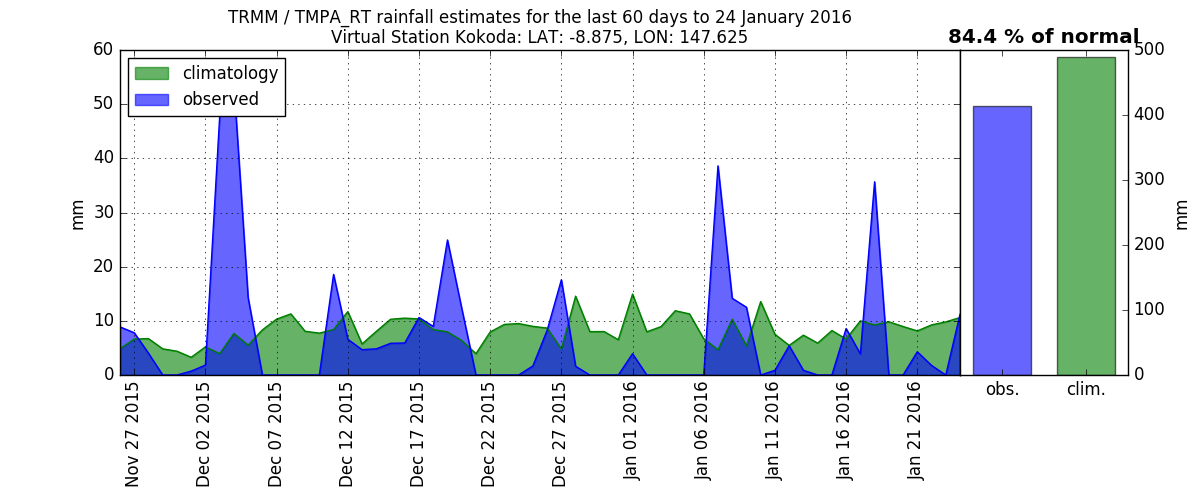 TRMM / TMPA_RT rainfall estimates for the last 60 days to 24 January 2016
Virtual Station Kokoda: LAT: -8.875, LON: 147.625
84.4 % of normal
climatology
observed
60
50
40
30
20
10
0
mm
500
400
300
200
100
0
mm
Nov 27 2015
Dec 02 2015
Dec 07 2015
Dec 12 2015
Dec 17 2015
Dec 22 2015
Dec 27 2015
Jan 01 2016
Jan 06 2016
Jan 11 2016
Jan 16 2016
Jan 21 2016
obs.
clim.